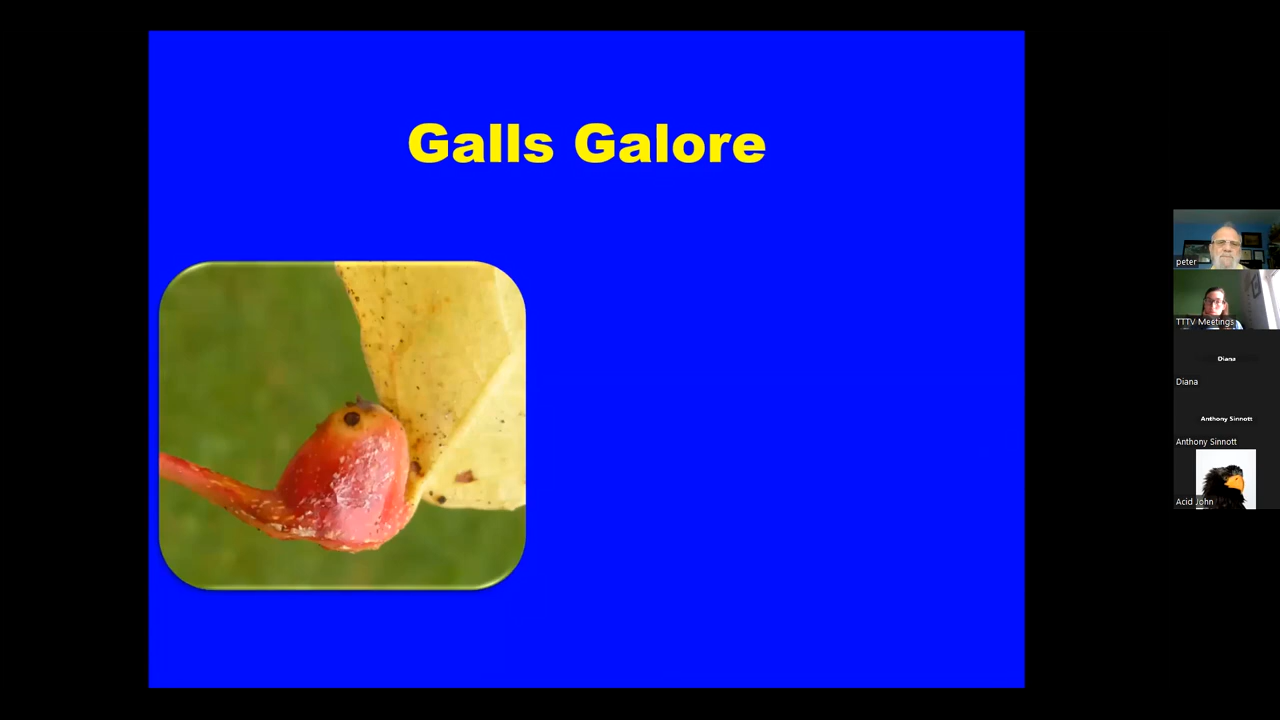 Galls Galore
peter
TTTV Meetings
Diana
Diana
Anthony Sinnott
Anthony Sinnott
Acid John